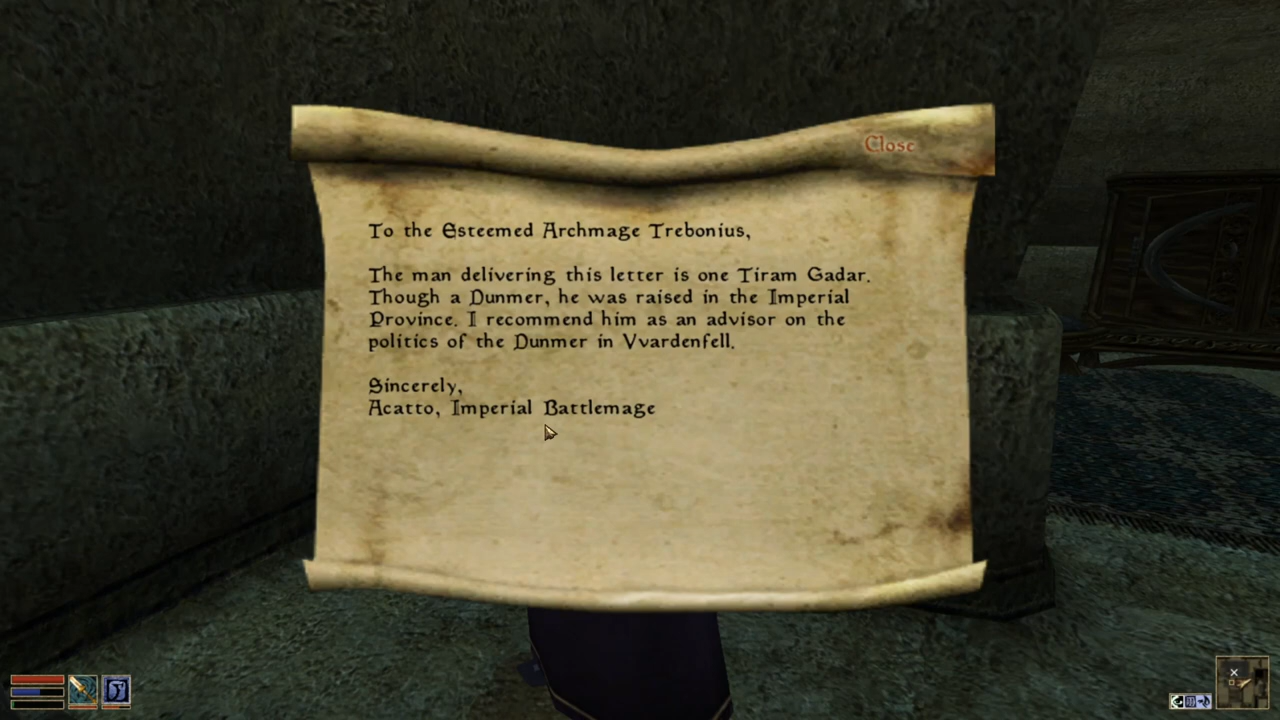 Close
To the Esteemed Archmage Trebonius,
The man delivering this letter is one Tiram Gadar.
Though a Dunmer, he was raised in the Imperial
Province. I recommend him as an advisor on the
politics of the Dunmer in Vvardenfell.
Sincerely,
Acatto, Imperial Battlemage